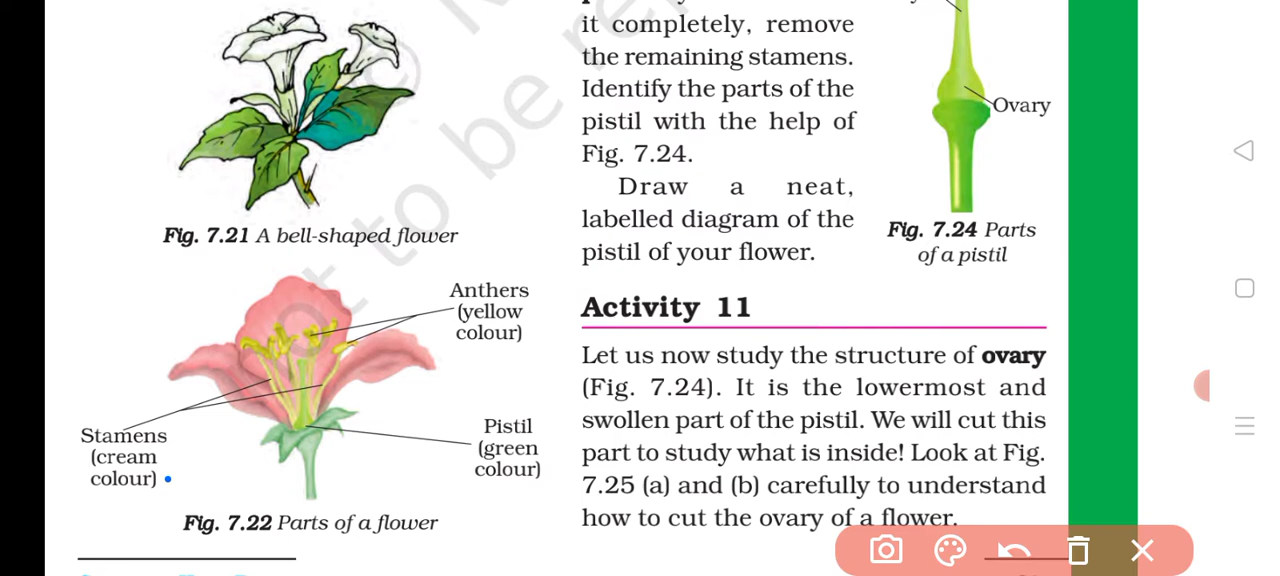 Fig. 7.21 A bell-shaped flower
Anthers
(yellow
colour)
Stamens
(cream
colour)
Pistil
(green
colour)
Fig. 7.22 Parts of a flower
it completely, remove
the remaining stamens.
Identify the parts of the
pistil with the help of
Fig. 7.24.
Draw a neat,
labelled diagram of the
pistil of your flower.
Ovary
Fig. 7.24 Parts
of a pistil
Activity 11
Let us now study the structure of ovary
(Fig. 7.24). It is the lowermost and
swollen part of the pistil. We will cut this
part to study what is inside! Look at Fig.
7.25 (a) and (b) carefully to understand
how to cut the ovary of a flower.
not to be re